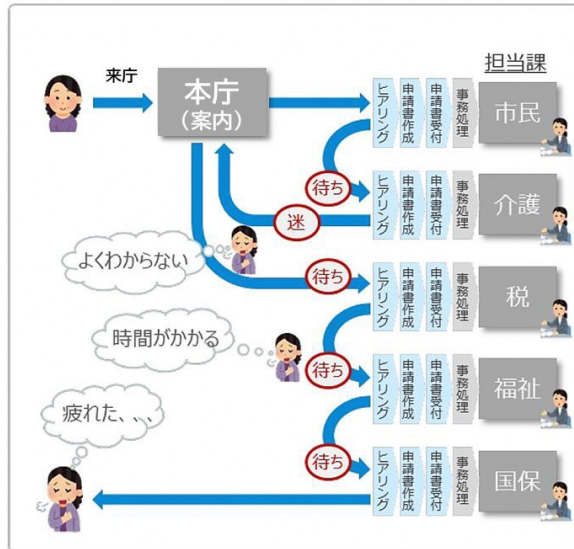 担当課
来庁
本庁
（案内）
ヒアリング
申請書作成
申請書受付
事務処理
市民
待ち
ヒアリング
申請書作成
申請書受付
事務処理
介護
迷
よくわからない
待ち
ヒアリング
申請書作成
申請書受付
事務処理
税
時間がかかる
待ち
ヒアリング
申請書作成
申請書受付
事務処理
福祉
疲れた、、、
待ち
ヒアリング
申請書作成
申請書受付
事務処理
国保